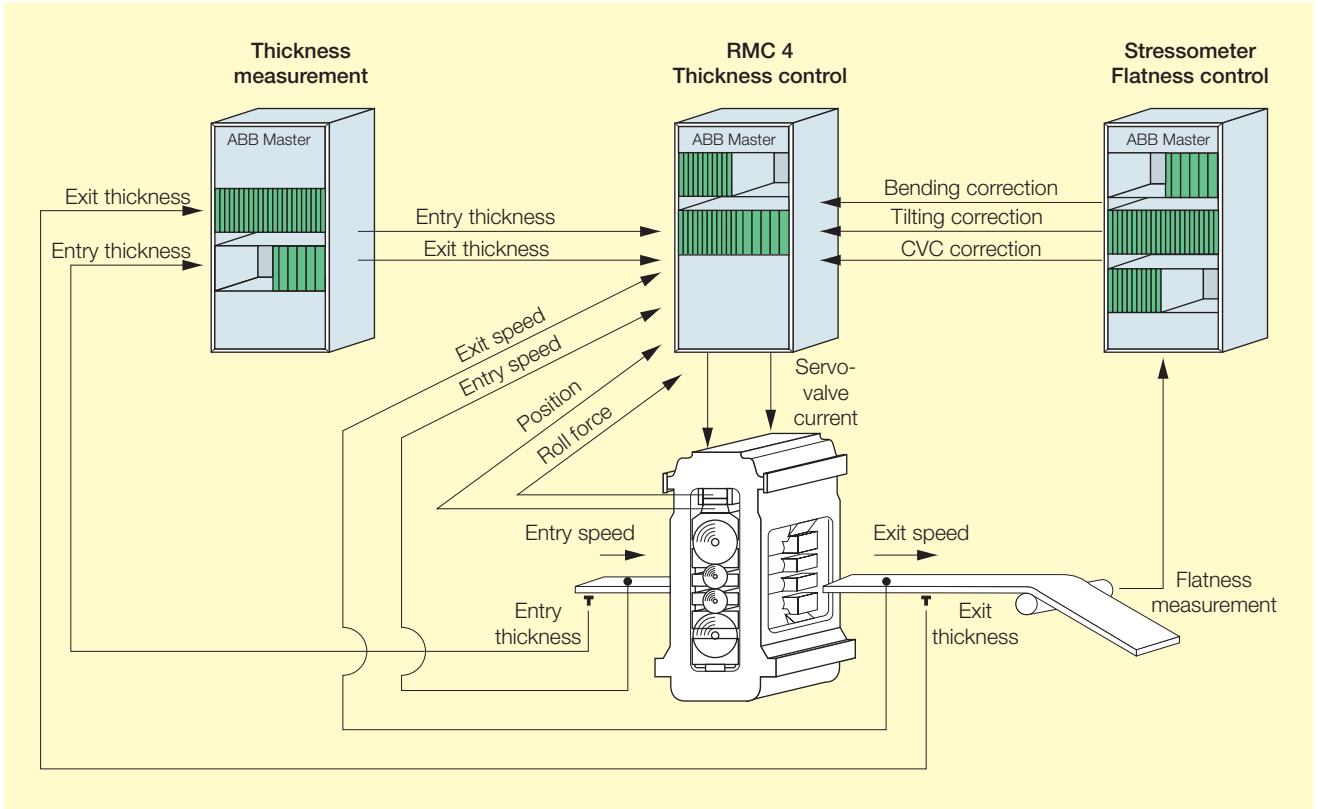 Thickness
measurement
RMC 4
Thickness control
Stressometer
Flatness control
ABB Master
ABB Master
ABB Master
Exit thickness
Entry thickness
Entry thickness
Exit thickness
Bending correction
Tilting correction
CVC correction
Exit speed
Entry speed
Position
Roll force
Servo-
valve
current
Entry speed
Exit speed
Entry
thickness
Exit
thickness
Flatness
measurement